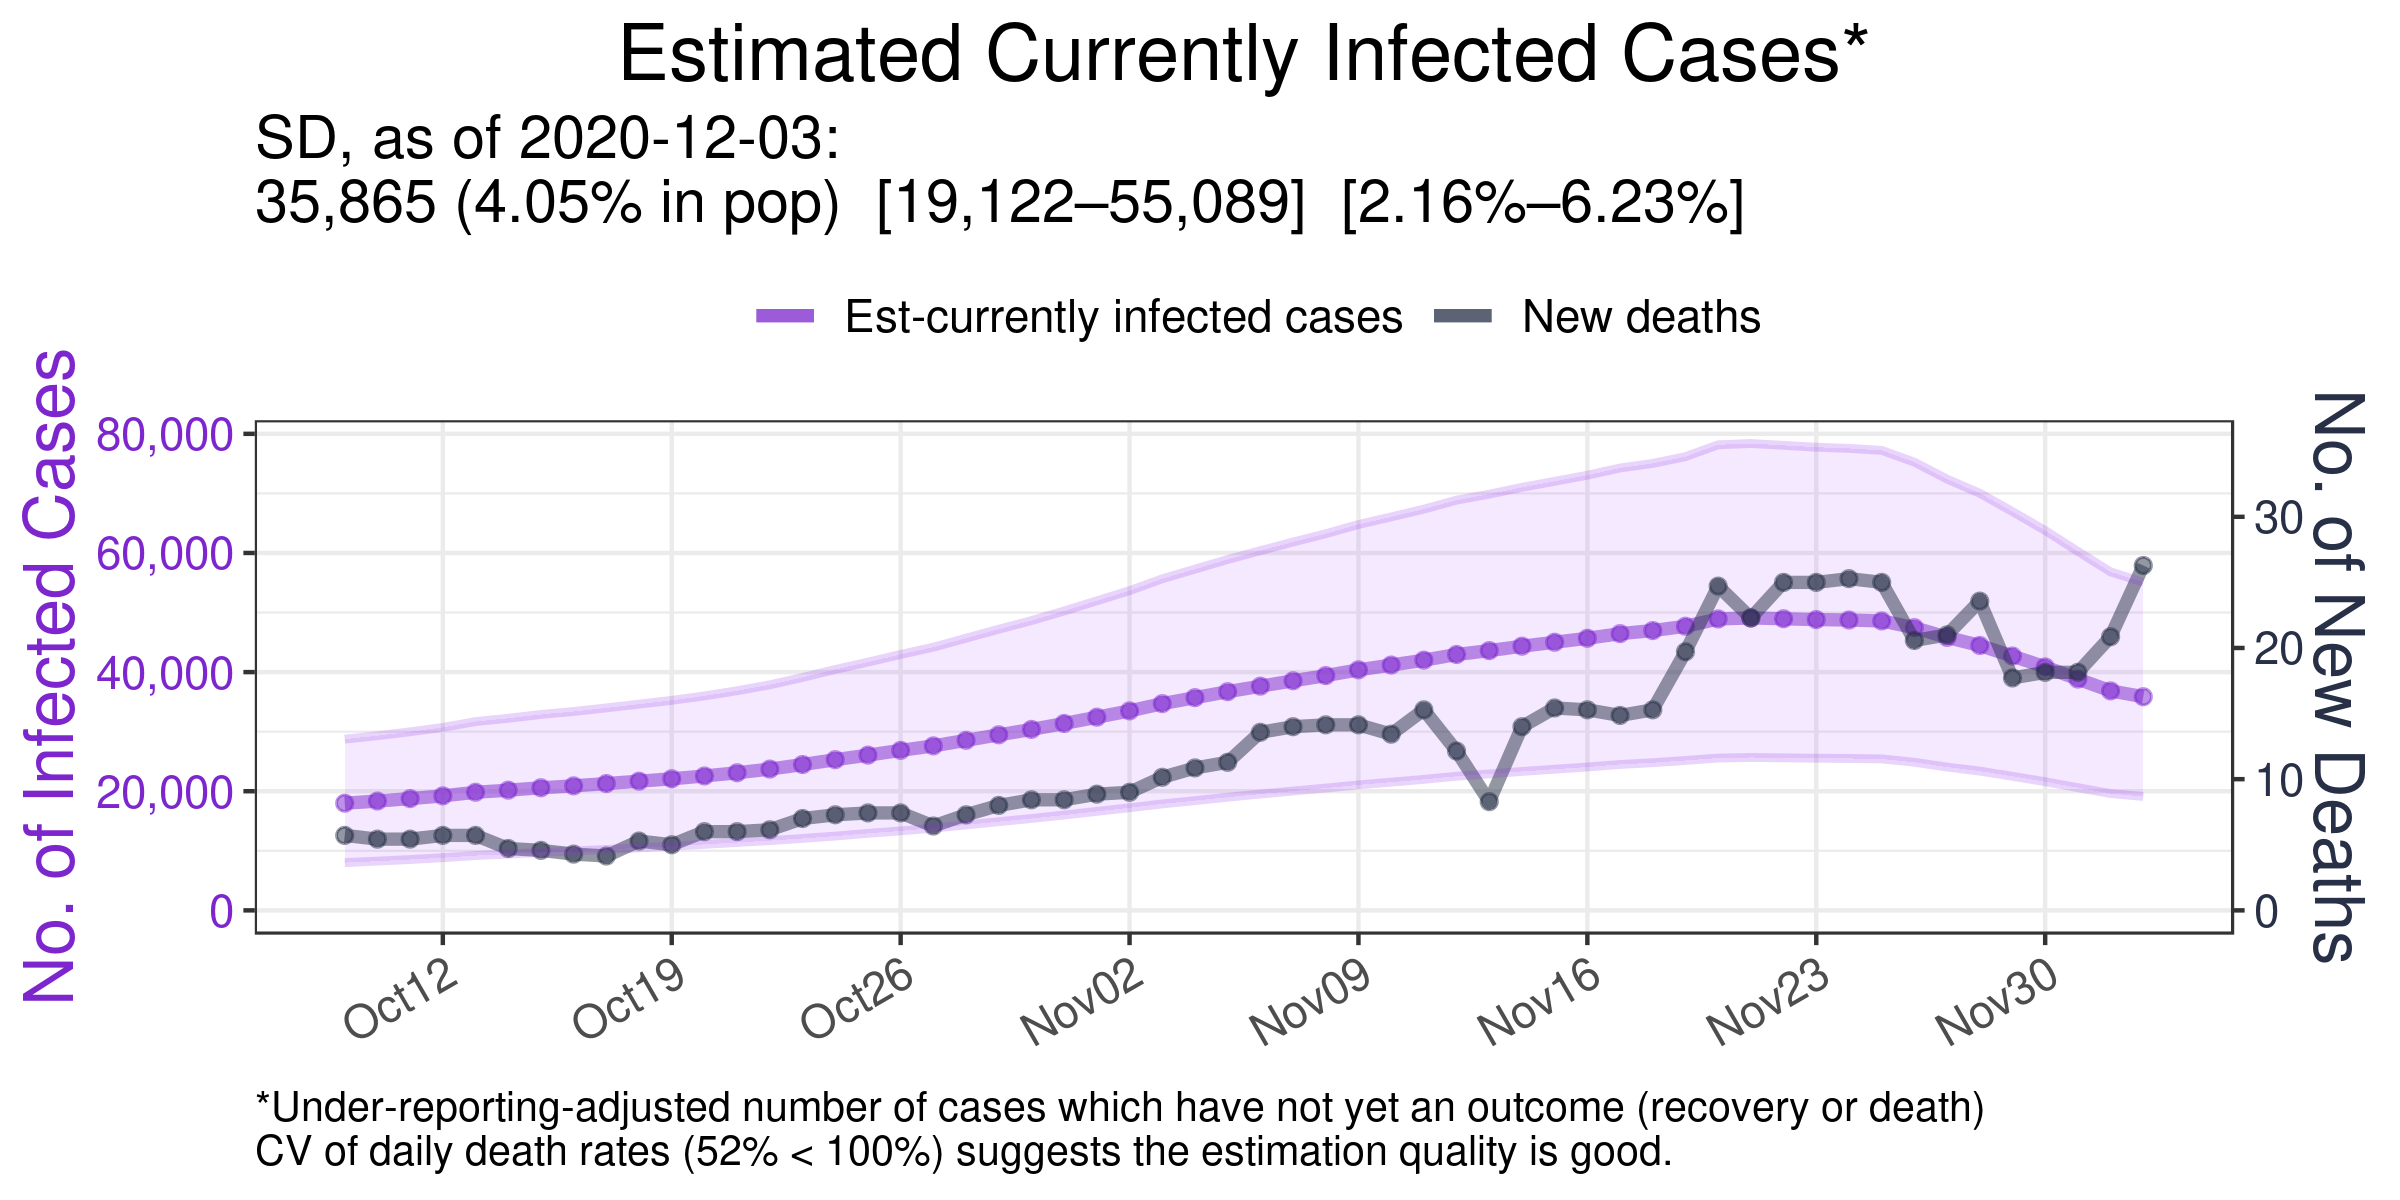 Estimated Currently Infected Cases*
SD, as of 2020-12-03:
35,865 (4.05% in pop)  [19,122–55,089]  [2.16%–6.23%]
Est-currently infected cases
New deaths
No. of Infected Cases
80,000
60,000
40,000
20,000
0
No. of New Deaths
30
20
10
0
Oct12
Oct19
Oct26
Nov02
Nov09
Nov16
Nov23
Nov30
*Under-reporting-adjusted number of cases which have not yet an outcome (recovery or death)
CV of daily death rates (52% < 100%) suggests the estimation quality is good.